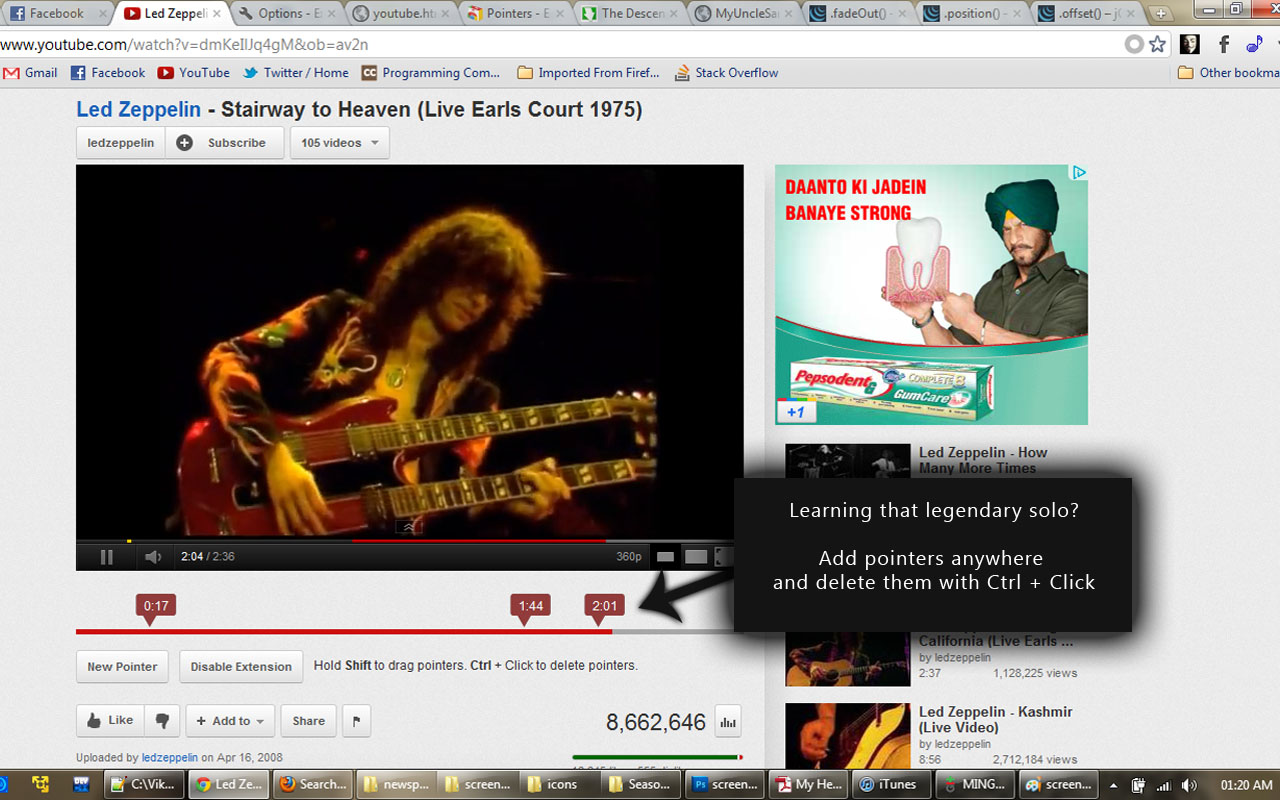 Facebook
Led Zeppeli
Options - E
youtube.ht
Pointers - E
The Descen
MyUncleSa
.fadeOut() -
.position() -
.offset() – j
www.youtube.com/watch?v=dmKeIlJq4gM&ob=av2n
Gmail
Facebook
YouTube
Twitter / Home
CC
Programming Com...
Imported From Firef...
Stack Overflow
Other bookma
Led Zeppelin - Stairway to Heaven (Live Earls Court 1975)
ledzeppelin
Subscribe
105 videos
DAANTO KI JADEIN
BANAYE STRONG
Pepsodent G
COMPLETE 8
GumCare
+1
Led Zeppelin - How
Many More Times
Learning that legendary solo?
Add pointers anywhere
and delete them with Ctrl + Click
2:04 / 2:36
360p
0:17
1:44
2:01
New Pointer
Disable Extension
Hold Shift to drag pointers. Ctrl + Click to delete pointers.
California (Live Earls ...
by ledzeppelin
2:37
1,128,225 views
Like
+ Add to
Share
8,662,646
Led Zeppelin - Kashmir
(Live Video)
by ledzeppelin
8:56
2,712,184 views
Uploaded by ledzeppelin on Apr 16, 2008
C:\Vik...
Led Ze...
Search...
newsp...
screen...
icons
Seaso...
Ps
screen...
My He...
iTunes
MING...
screen...
01:20 AM